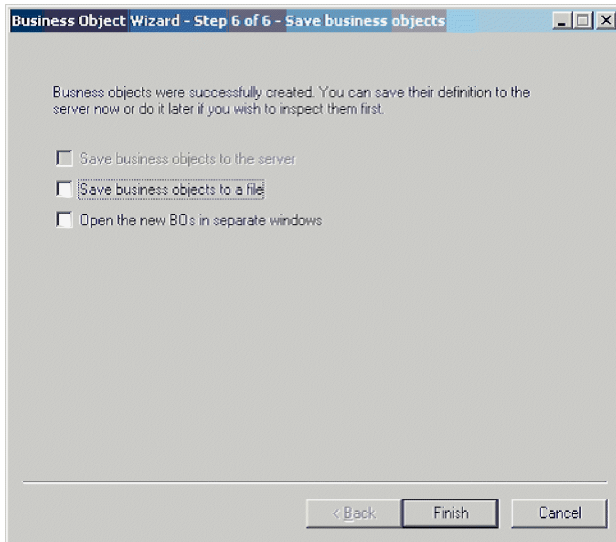 Business Object Wizard - Step 6 of 6 - Save business objects
Busness objects were successfully created. You can save their definition to the
server now or do it later if you wish to inspect them first.
Save business objects to the server
Save business objects to a file
Open the new BOs in separate windows
< Back
Finish
Cancel